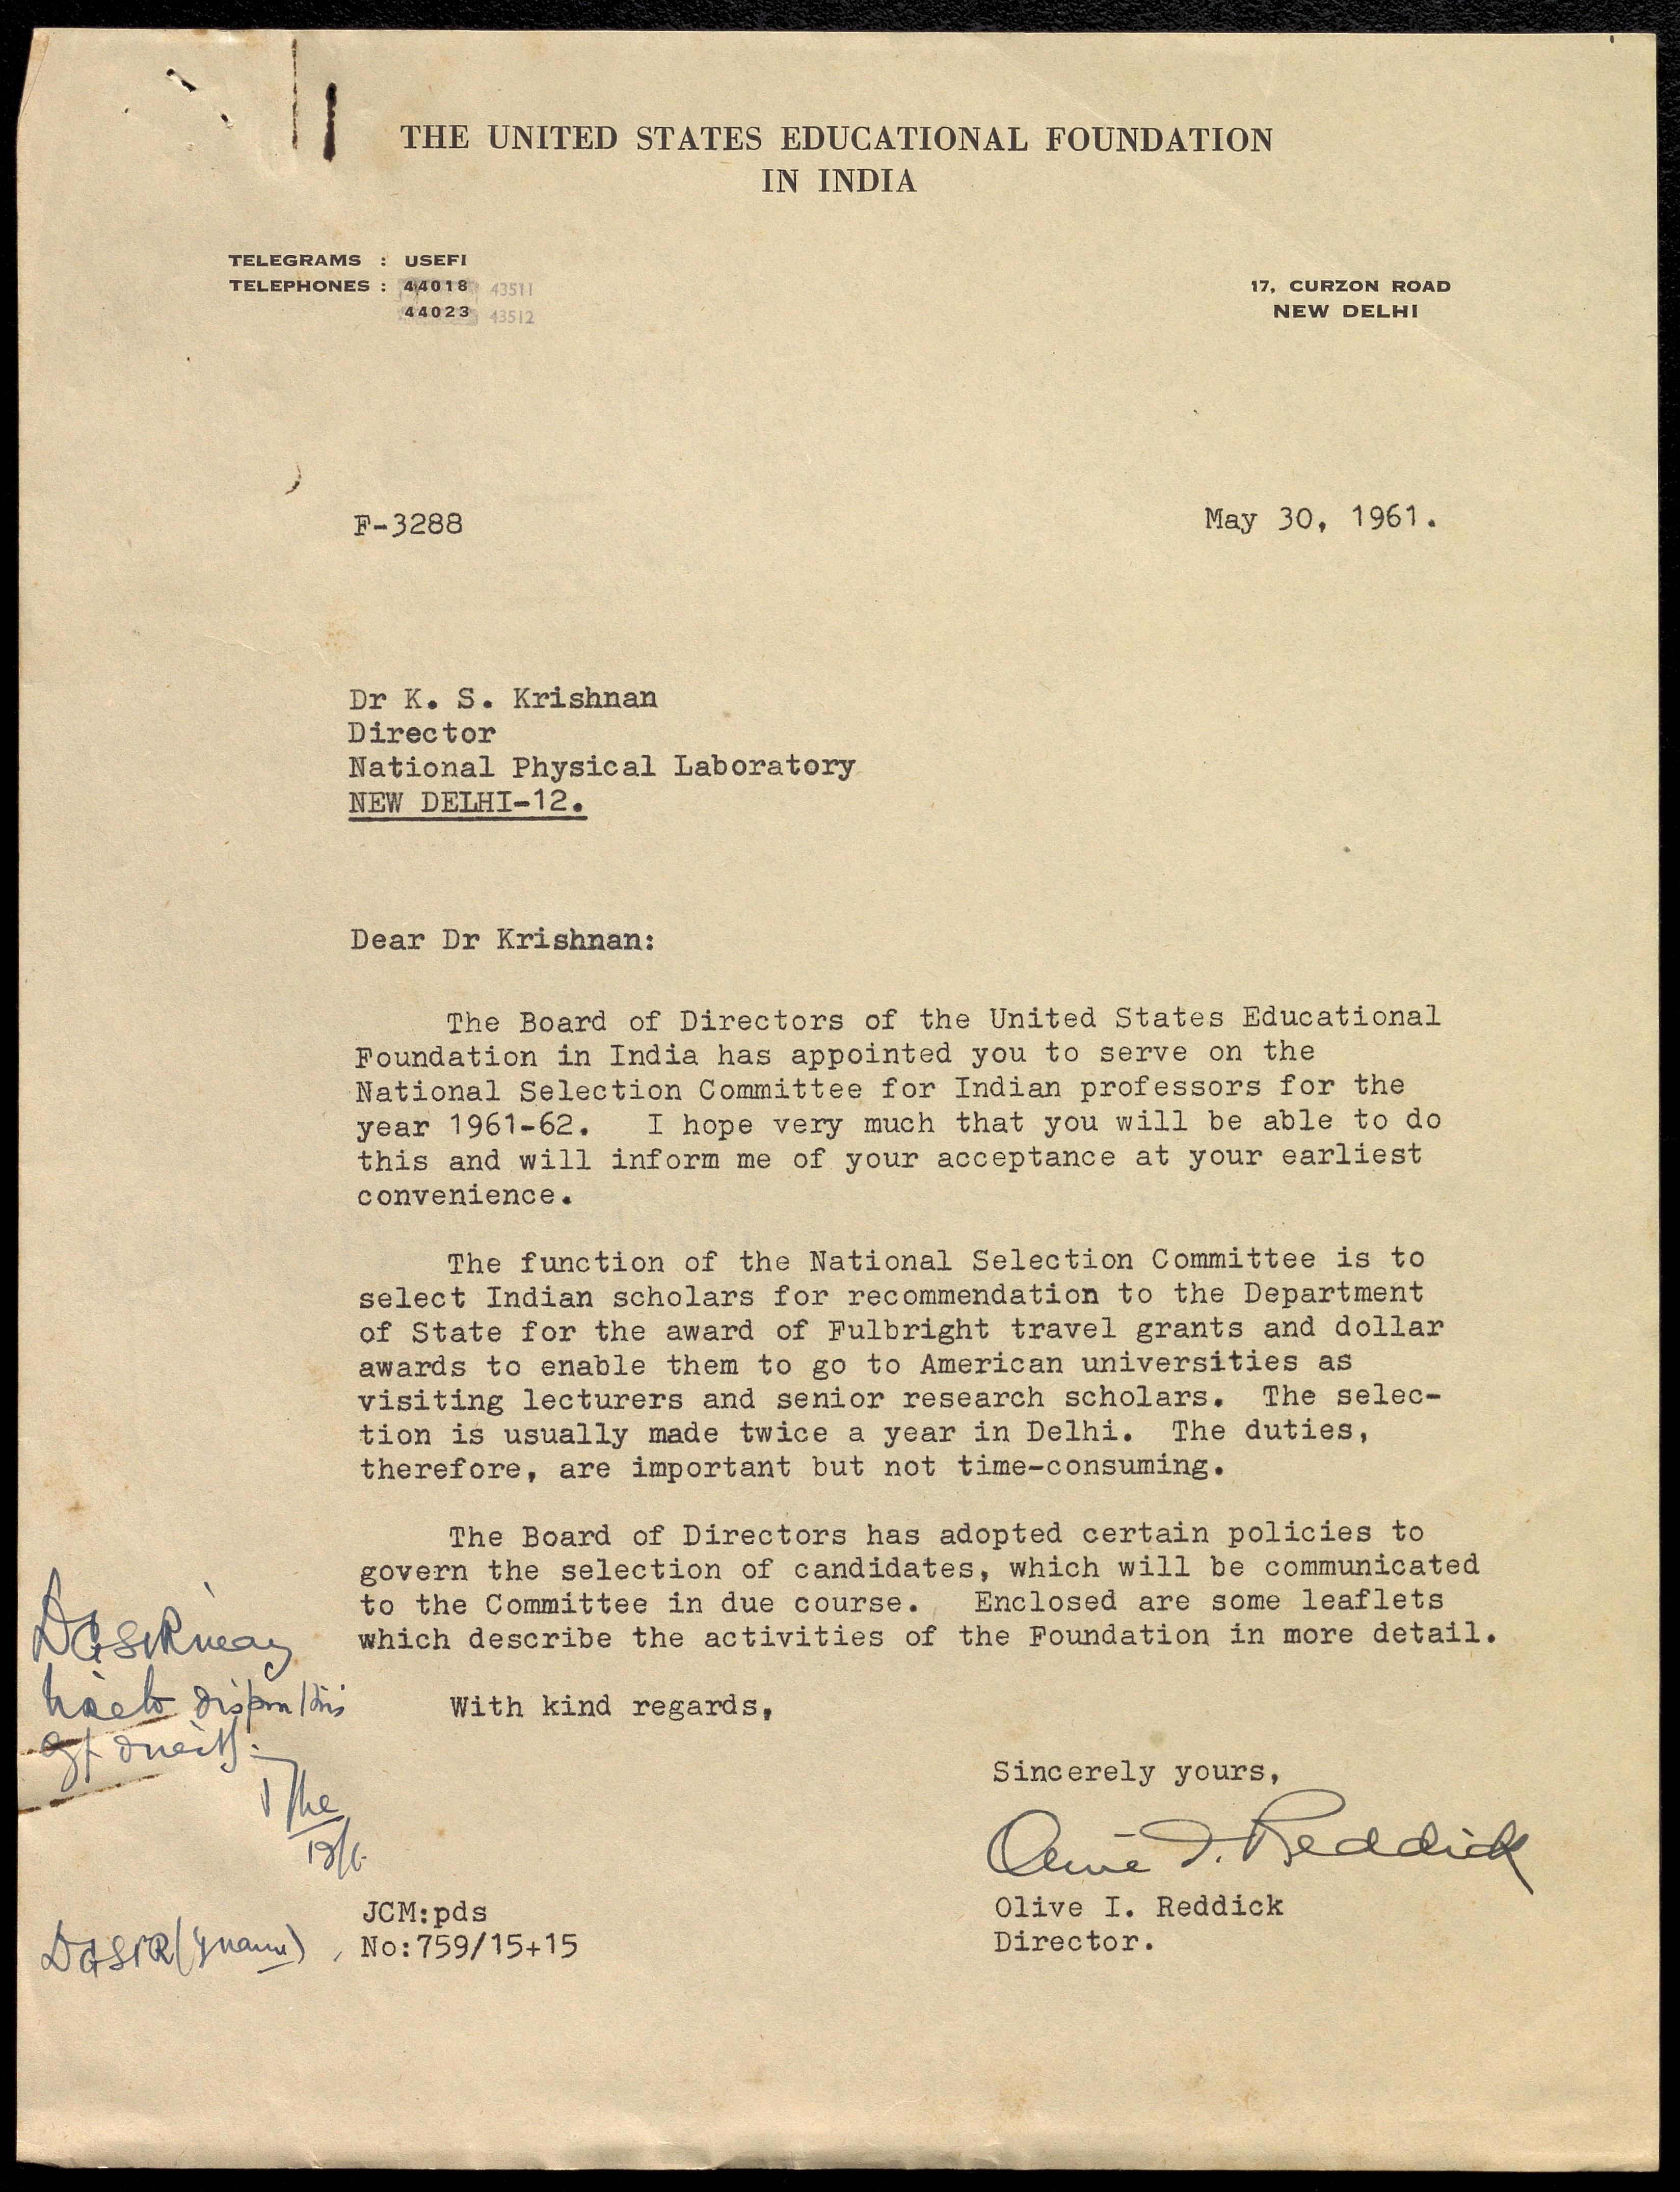 THE UNITED STATES EDUCATIONAL FOUNDATION
IN INDIA
TELEGRAMS : USEFI
TELEPHONES : 44018 43511
44023 43512
17, CURZON ROAD
NEW DELHI
F-3288
May 30, 1961.
Dr K. S. Krishnan
Director
National Physical Laboratory
NEW DELHI-12.
Dear Dr Krishnan:
The Board of Directors of the United States Educational
Foundation in India has appointed you to serve on the
National Selection Committee for Indian professors for the
year 1961-62. I hope very much that you will be able to do
this and will inform me of your acceptance at your earliest
convenience.
The function of the National Selection Committee is to
select Indian scholars for recommendation to the Department
of State for the award of Fulbright travel grants and dollar
awards to enable them to go to American universities as
visiting lecturers and senior research scholars. The selec-
tion is usually made twice a year in Delhi. The duties,
therefore, are important but not time-consuming.
The Board of Directors has adopted certain policies to
govern the selection of candidates, which will be communicated
to the Committee in due course. Enclosed are some leaflets
which describe the activities of the Foundation in more detail.
DGSIR may
With kind regards,
Sincerely yours,
Olive I. Reddick
Olive I. Reddick
Director.
JCM:pds
DGSIR
No:759/15+15